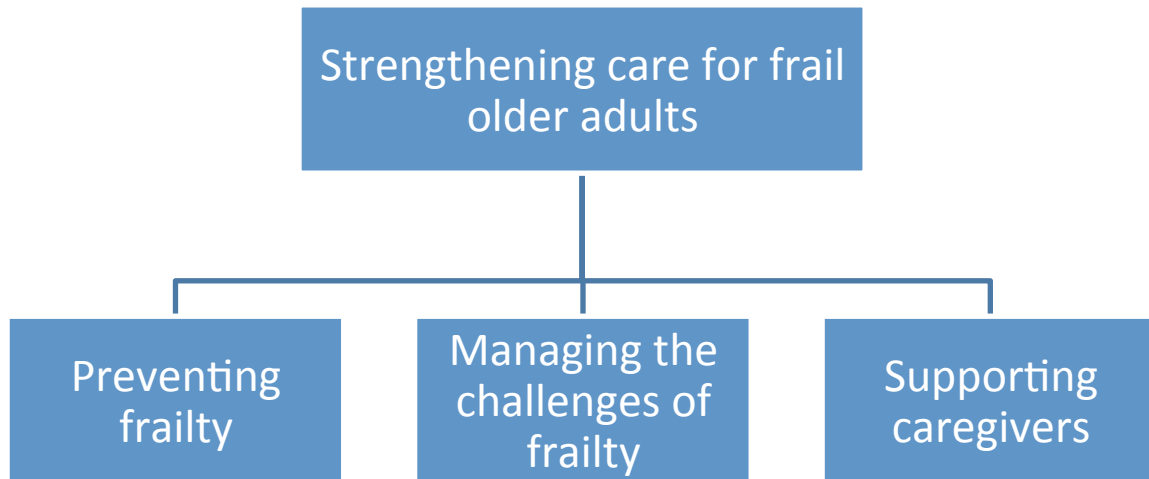 Strengthening care for frail
older adults
Preventing
frailty
Managing the
challenges of
frailty
Supporting
caregivers